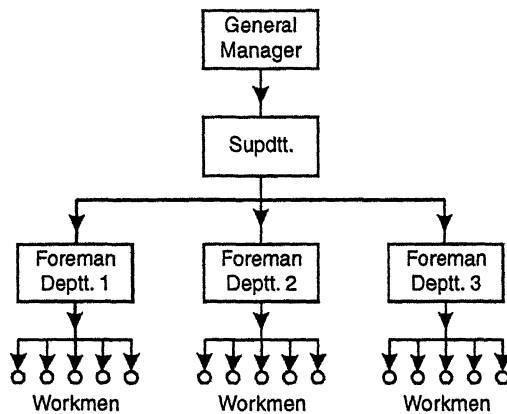 General
Manager
Supdtt.
Foreman
Deptt. 1
Foreman
Deptt. 2
Foreman
Deptt. 3
Workmen
Workmen
Workmen